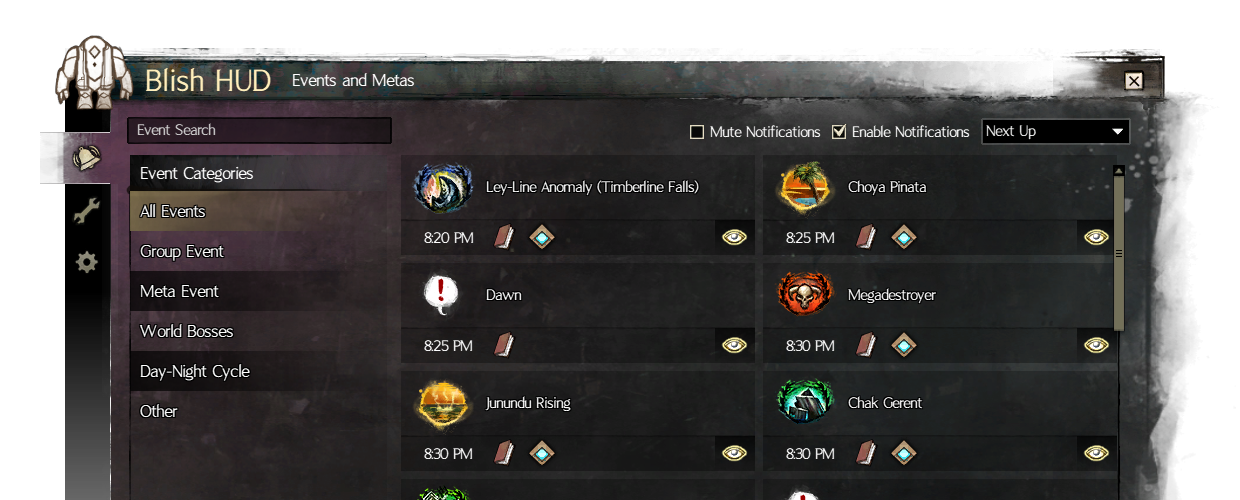 Blish HUD Events and Metas
Event Search
Mute Notifications Enable Notifications Next Up
Event Categories
All Events
Group Event
Meta Event
World Bosses
Day-Night Cycle
Other
Ley-Line Anomaly (Timberline Falls)
8:20 PM
Choya Pinata
8:25 PM
Dawn
8:25 PM
Megadestroyer
8:30 PM
Junundu Rising
8:30 PM
Chak Gerent
8:30 PM